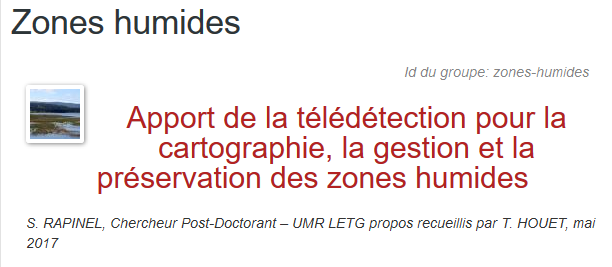 Zones humides
Id du groupe: zones-humides
Apport de la télédétection pour la
cartographie, la gestion et la
préservation des zones humides
S. RAPINEL, Chercheur Post-Doctorant – UMR LETG propos recueillis par T. HOUET, mai
2017